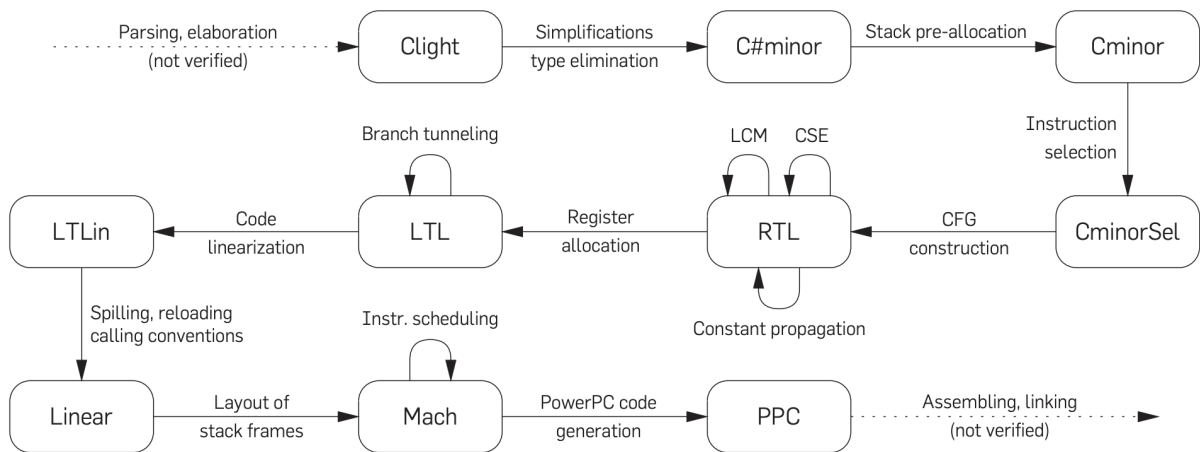 Parsing, elaboration
(not verified)
Clight
Simplifications
type elimination
C#minor
Stack pre-allocation
Cminor
Instruction
selection
Branch tunneling
LCM
CSE
LTLin
Code
linearization
LTL
Register
allocation
RTL
CFG
construction
CminorSel
Constant propagation
Spilling, reloading
calling conventions
Instr. scheduling
Linear
Layout of
stack frames
Mach
PowerPC code
generation
PPC
Assembling, linking
(not verified)